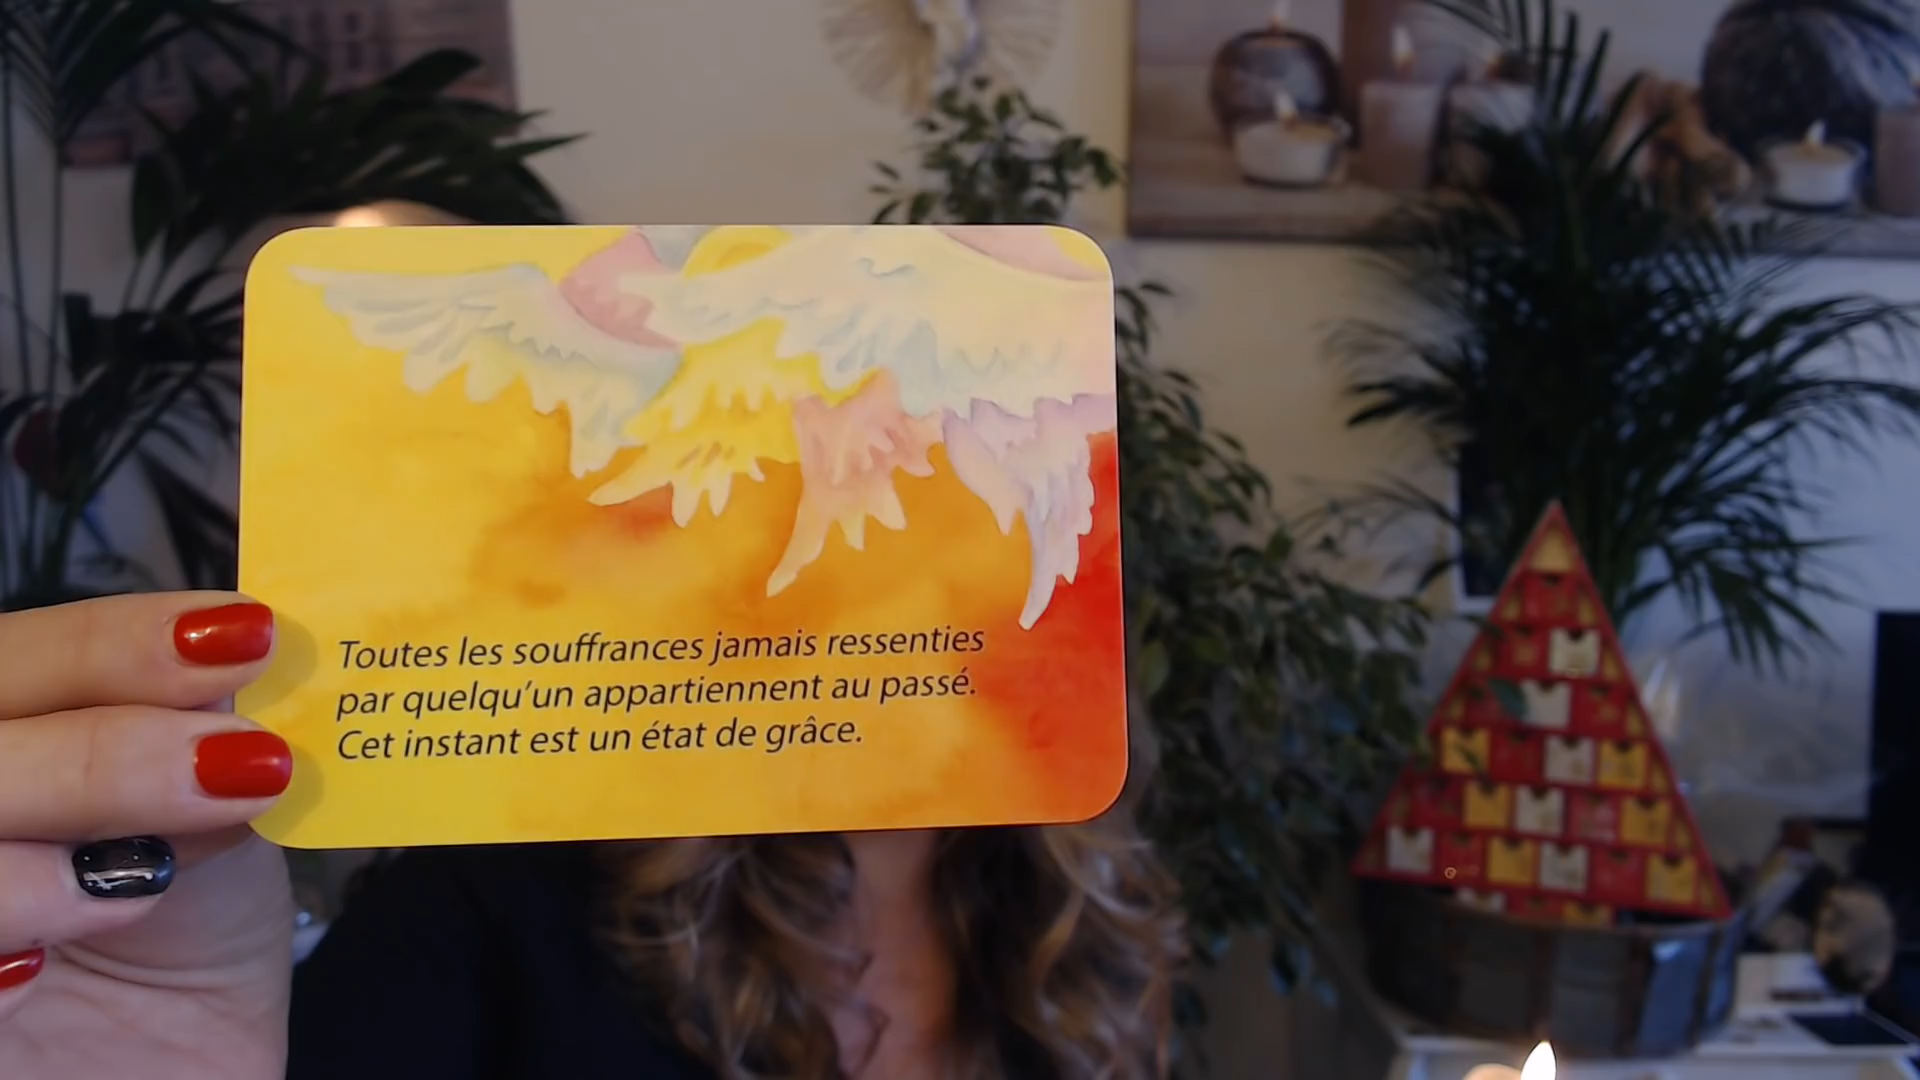 Toutes les souffrances jamais ressenties
par quelqu’un appartiennent au passé.
Cet instant est un état de grâce.